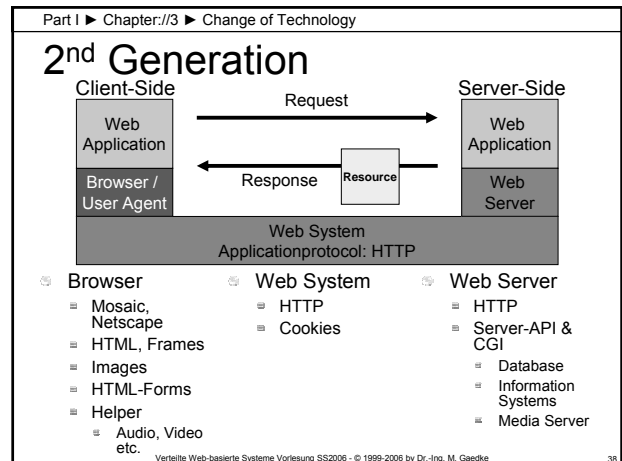 Part I ► Chapter://3 ► Change of Technology
2nd Generation
Client-Side
Server-Side
Request
Web
Application
Web
Application
Response
Resource
Browser /
User Agent
Web
Server
Web System
Applicationprotocol: HTTP
Browser
Mosaic,
Netscape
HTML, Frames
Images
HTML-Forms
Helper
Audio, Video
etc.
Web System
HTTP
Cookies
Web Server
HTTP
Server-API &
CGI
Database
Information
Systems
Media Server
Verteilte Web-basierte Systeme Vorlesung SS2006 - © 1999-2006 by Dr.-Ing. M. Gaedke
38